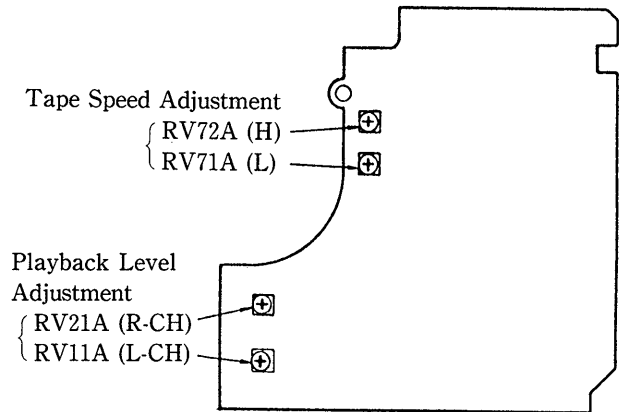 Tape Speed Adjustment
RV72A (H)
RV71A (L)
Playback Level
Adjustment
RV21A (R-CH)
RV11A (L-CH)